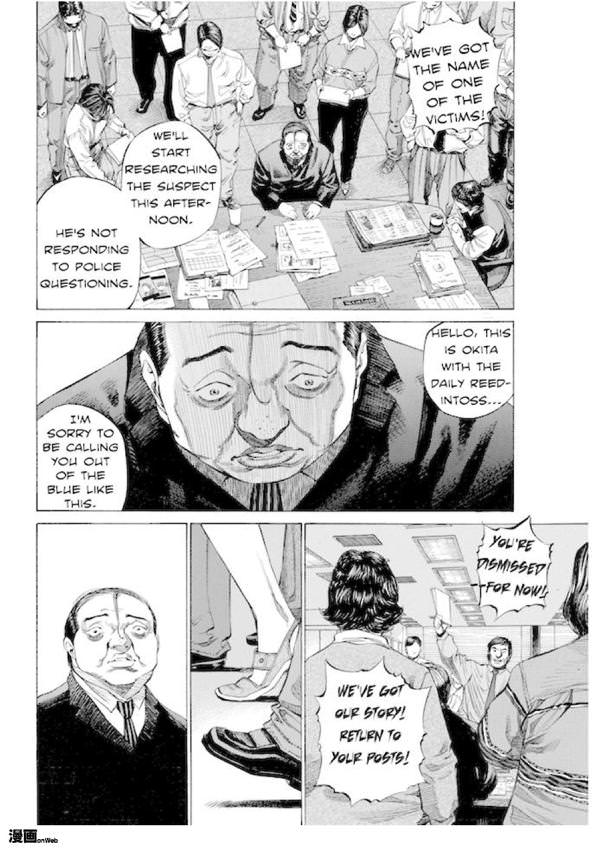 WE'VE GOT
THE NAME
OF ONE
OF THE
VICTIMS!
WE'LL
START
RESEARCHING
THE SUSPECT
THIS AFTER-
NOON.
HE'S NOT
RESPONDING
TO POLICE
QUESTIONING.
HELLO, THIS
IS OKITA
WITH THE
DAILY REED-
INTOSS...
I'M
SORRY TO
BE CALLING
YOU OUT
OF THE
BLUE LIKE
THIS.
YOU'RE
DISMISSED
FOR NOW!
WE'VE GOT
OUR STORY!
RETURN TO
YOUR POSTS!
漫画onWeb